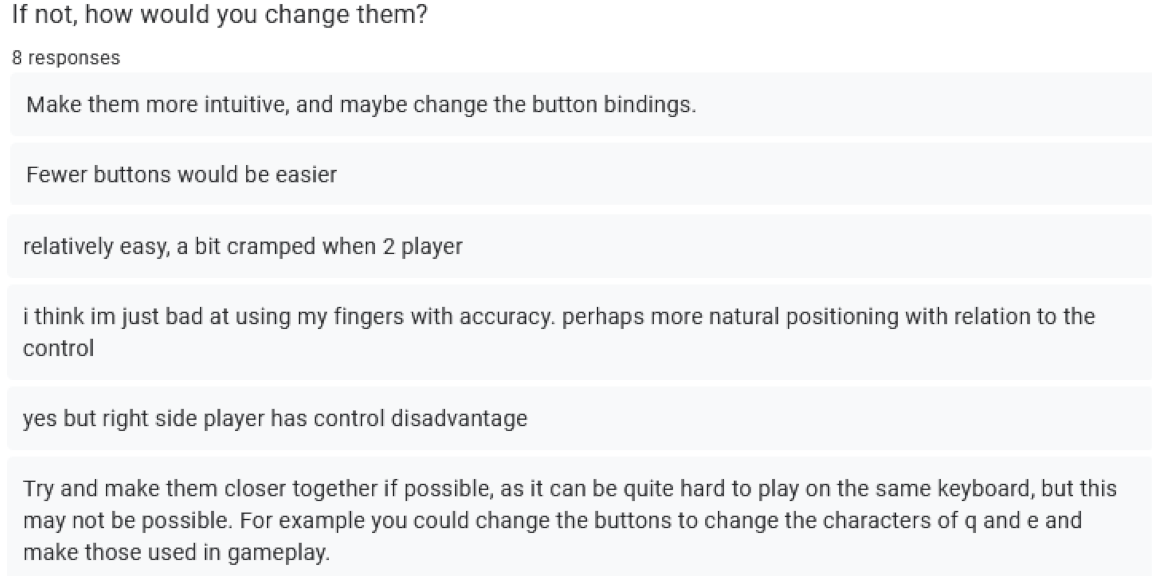 If not, how would you change them?
8 responses
Make them more intuitive, and maybe change the button bindings.
Fewer buttons would be easier
relatively easy, a bit cramped when 2 player
i think im just bad at using my fingers with accuracy. perhaps more natural positioning with relation to the
control
yes but right side player has control disadvantage
Try and make them closer together if possible, as it can be quite hard to play on the same keyboard, but this
may not be possible. For example you could change the buttons to change the characters of q and e and
make those used in gameplay.